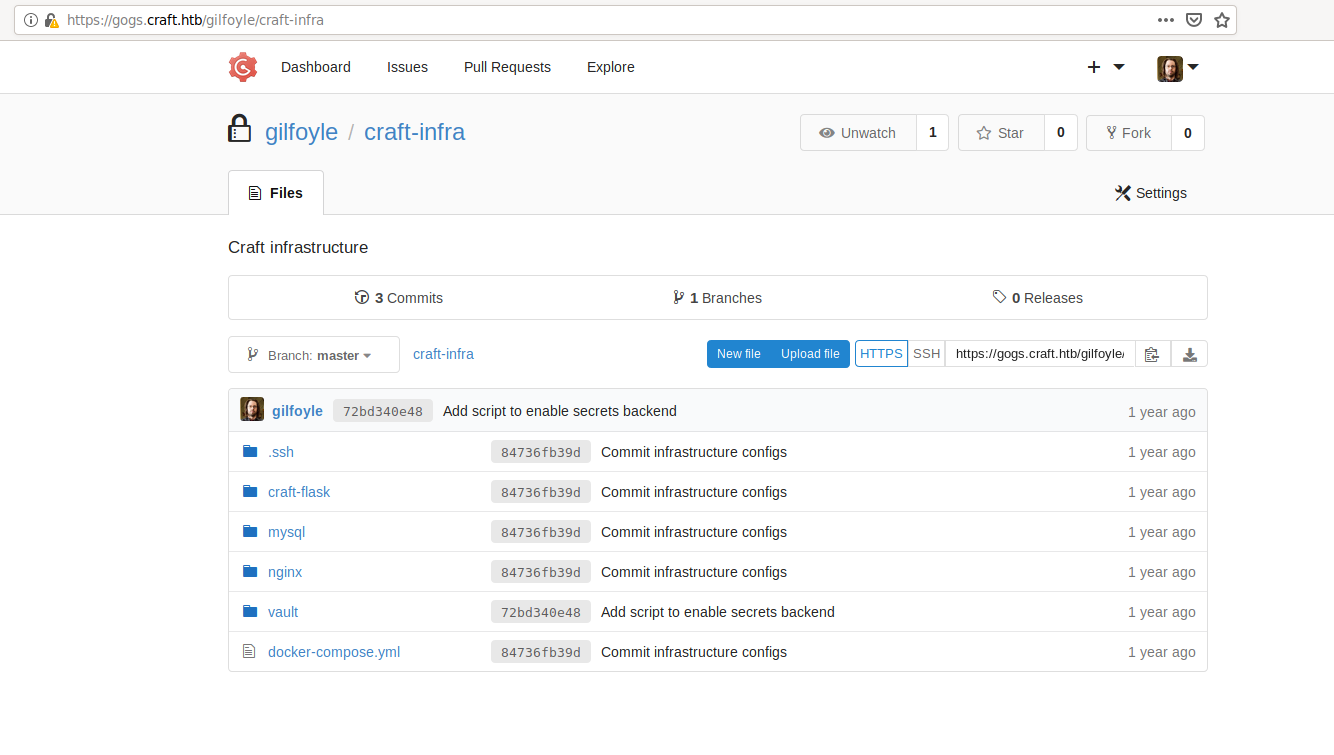 https://gogs.craft.htb/gilfoyle/craft-infra
Dashboard Issues Pull Requests Explore
gilfoyle / craft-infra Unwatch 1 Star 0 Fork 0
Files Settings
Craft infrastructure
3 Commits 1 Branches 0 Releases
Branch: master craft-infra New file Upload file HTTPS SSH https://gogs.craft.htb/gilfoyle/
gilfoyle 72bd340e48 Add script to enable secrets backend 1 year ago
.ssh 84736fb39d Commit infrastructure configs 1 year ago
craft-flask 84736fb39d Commit infrastructure configs 1 year ago
mysql 84736fb39d Commit infrastructure configs 1 year ago
nginx 84736fb39d Commit infrastructure configs 1 year ago
vault 72bd340e48 Add script to enable secrets backend 1 year ago
docker-compose.yml 84736fb39d Commit infrastructure configs 1 year ago